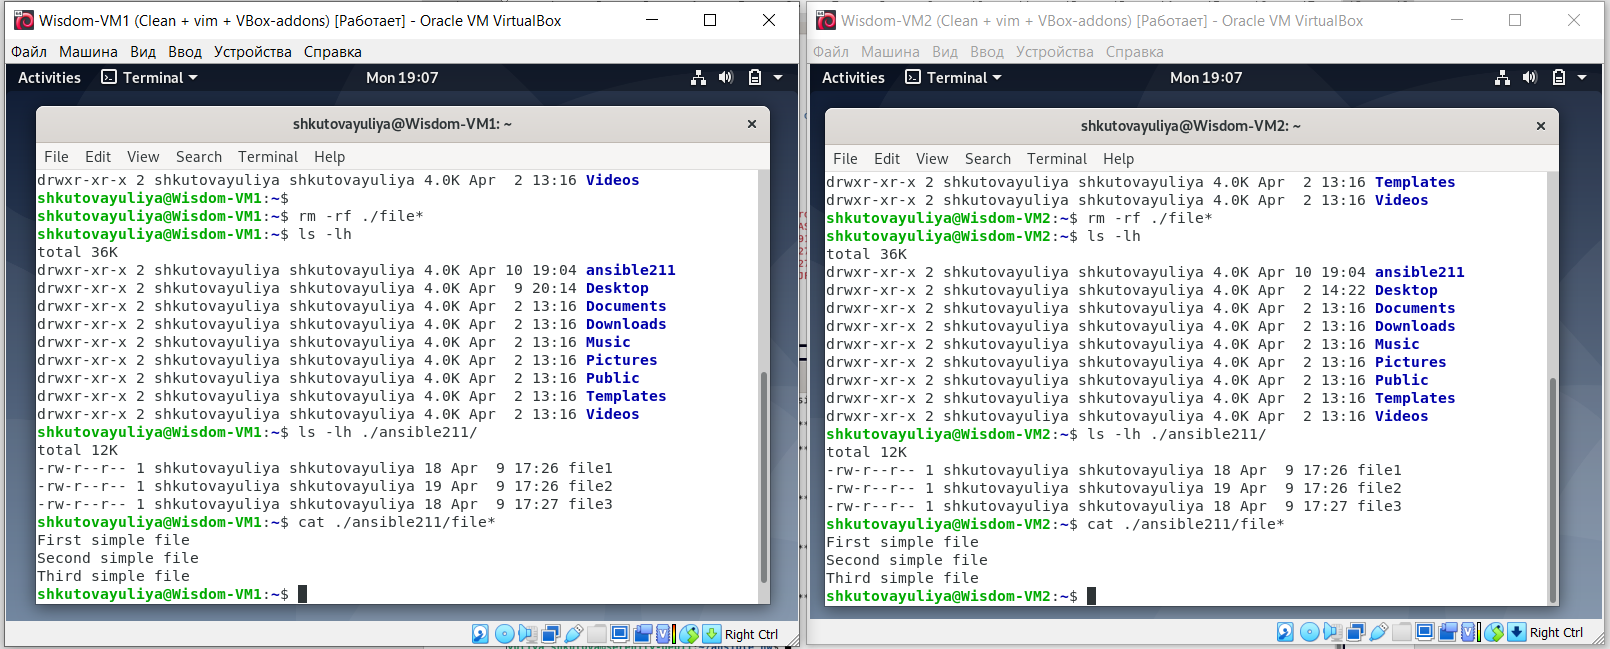 Wisdom-VM1 (Clean + vim + VBox-addons) [Работает] - Oracle VM VirtualBox
Файл Машина Вид Ввод Устройства Справка
Activities Terminal Mon 19:07
shkutovayuliya@Wisdom-VM1: ~
File Edit View Search Terminal Help
drwxr-xr-x 2 shkutovayuliya shkutovayuliya 4.0K Apr  2 13:16 Videos
shkutovayuliya@Wisdom-VM1:~$
shkutovayuliya@Wisdom-VM1:~$ rm -rf ./file*
shkutovayuliya@Wisdom-VM1:~$ ls -lh
total 36K
drwxr-xr-x 2 shkutovayuliya shkutovayuliya 4.0K Apr 10 19:04 ansible211
drwxr-xr-x 2 shkutovayuliya shkutovayuliya 4.0K Apr  9 20:14 Desktop
drwxr-xr-x 2 shkutovayuliya shkutovayuliya 4.0K Apr  2 13:16 Documents
drwxr-xr-x 2 shkutovayuliya shkutovayuliya 4.0K Apr  2 13:16 Downloads
drwxr-xr-x 2 shkutovayuliya shkutovayuliya 4.0K Apr  2 13:16 Music
drwxr-xr-x 2 shkutovayuliya shkutovayuliya 4.0K Apr  2 13:16 Pictures
drwxr-xr-x 2 shkutovayuliya shkutovayuliya 4.0K Apr  2 13:16 Public
drwxr-xr-x 2 shkutovayuliya shkutovayuliya 4.0K Apr  2 13:16 Templates
drwxr-xr-x 2 shkutovayuliya shkutovayuliya 4.0K Apr  2 13:16 Videos
shkutovayuliya@Wisdom-VM1:~$ ls -lh ./ansible211/
total 12K
-rw-r--r-- 1 shkutovayuliya shkutovayuliya 18 Apr  9 17:26 file1
-rw-r--r-- 1 shkutovayuliya shkutovayuliya 19 Apr  9 17:26 file2
-rw-r--r-- 1 shkutovayuliya shkutovayuliya 18 Apr  9 17:27 file3
shkutovayuliya@Wisdom-VM1:~$ cat ./ansible211/file*
First simple file
Second simple file
Third simple file
shkutovayuliya@Wisdom-VM1:~$
Right Ctrl
Wisdom-VM2 (Clean + vim + VBox-addons) [Работает] - Oracle VM VirtualBox
Файл Машина Вид Ввод Устройства Справка
Activities Terminal Mon 19:07
shkutovayuliya@Wisdom-VM2: ~
File Edit View Search Terminal Help
drwxr-xr-x 2 shkutovayuliya shkutovayuliya 4.0K Apr  2 13:16 Templates
drwxr-xr-x 2 shkutovayuliya shkutovayuliya 4.0K Apr  2 13:16 Videos
shkutovayuliya@Wisdom-VM2:~$ rm -rf ./file*
shkutovayuliya@Wisdom-VM2:~$ ls -lh
total 36K
drwxr-xr-x 2 shkutovayuliya shkutovayuliya 4.0K Apr 10 19:04 ansible211
drwxr-xr-x 2 shkutovayuliya shkutovayuliya 4.0K Apr  2 14:22 Desktop
drwxr-xr-x 2 shkutovayuliya shkutovayuliya 4.0K Apr  2 13:16 Documents
drwxr-xr-x 2 shkutovayuliya shkutovayuliya 4.0K Apr  2 13:16 Downloads
drwxr-xr-x 2 shkutovayuliya shkutovayuliya 4.0K Apr  2 13:16 Music
drwxr-xr-x 2 shkutovayuliya shkutovayuliya 4.0K Apr  2 13:16 Pictures
drwxr-xr-x 2 shkutovayuliya shkutovayuliya 4.0K Apr  2 13:16 Public
drwxr-xr-x 2 shkutovayuliya shkutovayuliya 4.0K Apr  2 13:16 Templates
drwxr-xr-x 2 shkutovayuliya shkutovayuliya 4.0K Apr  2 13:16 Videos
shkutovayuliya@Wisdom-VM2:~$ ls -lh ./ansible211/
total 12K
-rw-r--r-- 1 shkutovayuliya shkutovayuliya 18 Apr  9 17:26 file1
-rw-r--r-- 1 shkutovayuliya shkutovayuliya 19 Apr  9 17:26 file2
-rw-r--r-- 1 shkutovayuliya shkutovayuliya 18 Apr  9 17:27 file3
shkutovayuliya@Wisdom-VM2:~$ cat ./ansible211/file*
First simple file
Second simple file
Third simple file
shkutovayuliya@Wisdom-VM2:~$
Right Ctrl